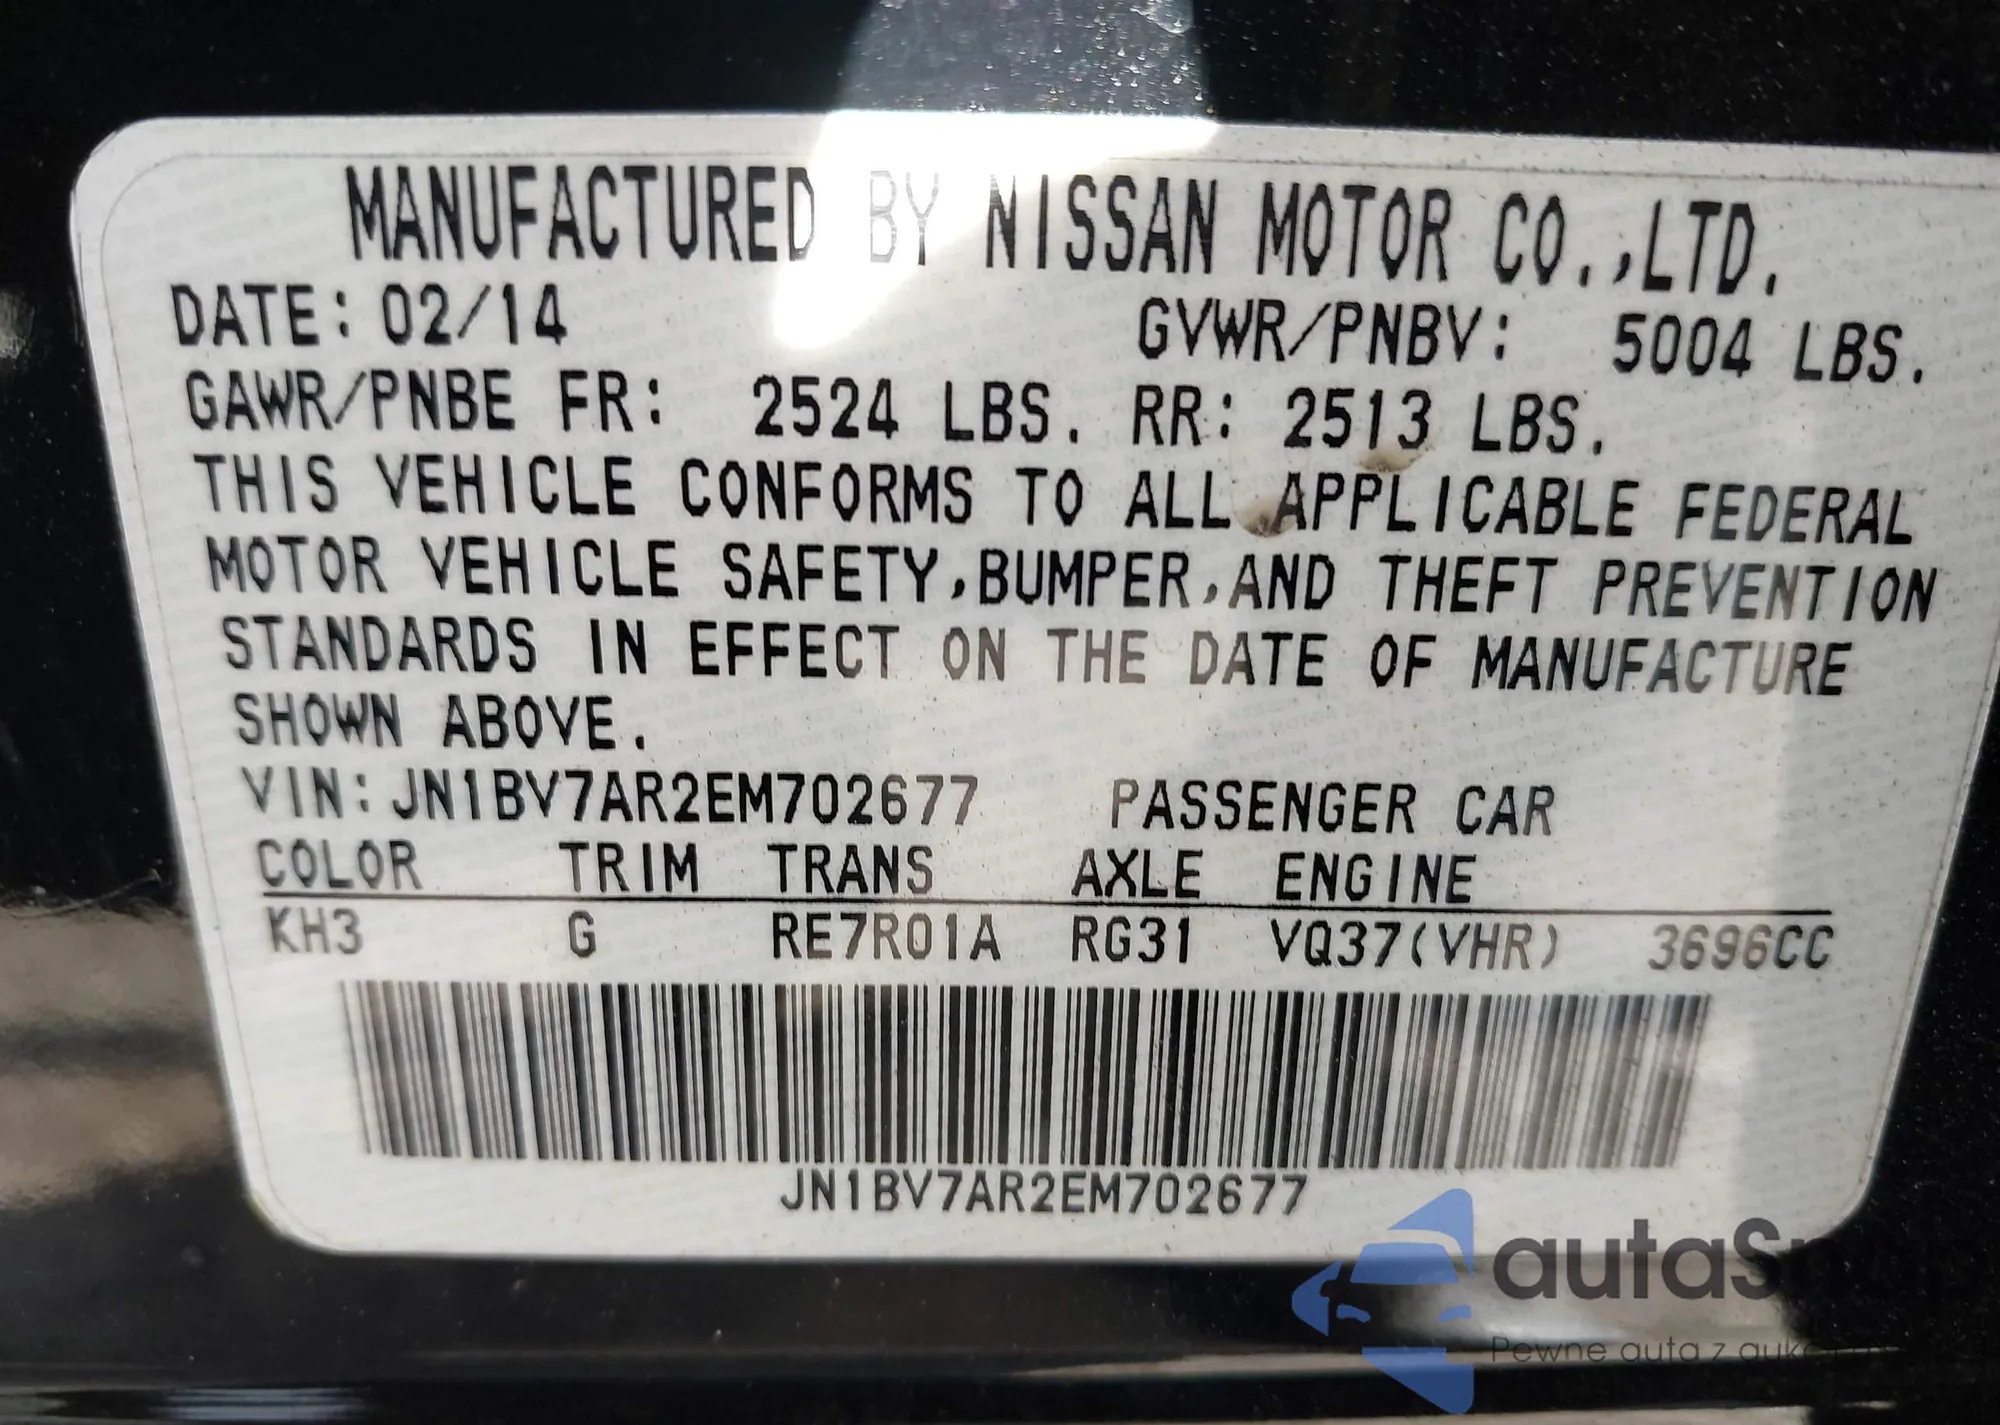 MANUFACTURED BY NISSAN MOTOR CO.,LTD.
DATE: 02/14 GVWR/PNBV: 5004 LBS.
GAWR/PNBE FR: 2524 LBS. RR: 2513 LBS.
THIS VEHICLE CONFORMS TO ALL APPLICABLE FEDERAL
MOTOR VEHICLE SAFETY,BUMPER,AND THEFT PREVENTION
STANDARDS IN EFFECT ON THE DATE OF MANUFACTURE
SHOWN ABOVE.
VIN:JN1BV7AR2EM702677 PASSENGER CAR
COLOR TRIM TRANS AXLE ENGINE
KH3 G RE7R01A RG31 VQ37(VHR) 3696CC
JN1BV7AR2EM702677
Pewne auta z